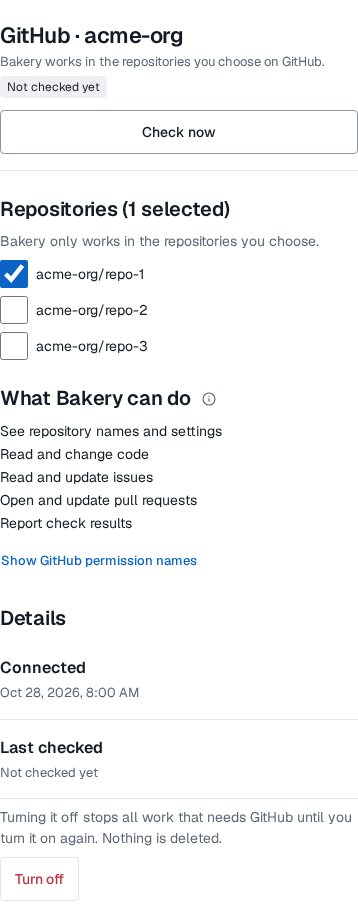 GitHub · acme-org
Bakery works in the repositories you choose on GitHub.
Not checked yet
Check now
Repositories (1 selected)
Bakery only works in the repositories you choose.
acme-org/repo-1
acme-org/repo-2
acme-org/repo-3
What Bakery can do
See repository names and settings
Read and change code
Read and update issues
Open and update pull requests
Report check results
Show GitHub permission names
Details
Connected
Oct 28, 2026, 8:00 AM
Last checked
Not checked yet
Turning it off stops all work that needs GitHub until you
turn it on again. Nothing is deleted.
Turn off